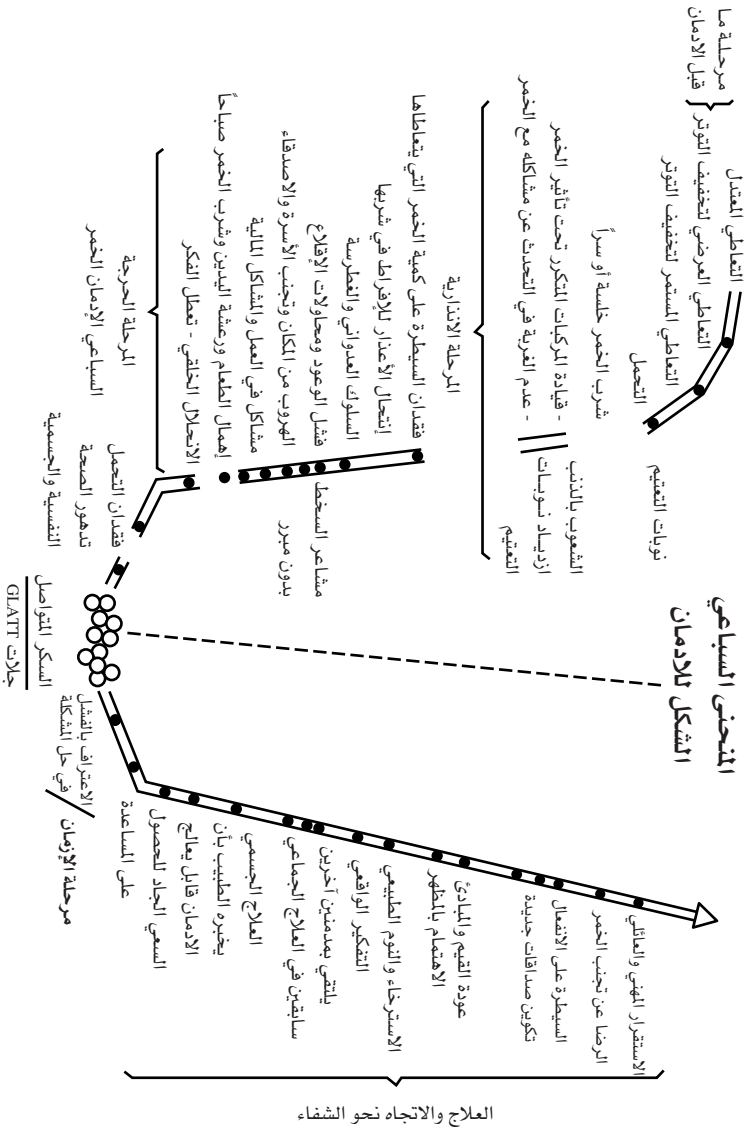 المنحنى السباعي
الشكل للادمان
مرحلة ما
قبل الادمان
التعاطي المعتدل
التعاطي العرضي لتخفيف التوتر
التعاطي المستمر لتخفيف التوتر
التحمل
نوبات التعتيم
شرب الخمر خلسة أو سراً
الشعوب بالذنب
- قيادة المركبات المتكرر تحت تأثير الخمر
ازديـاد نـوبـات
- عدم الغربة في التحدث عن مشاكله مع الخمر
التعتيم
المرحلة الانذارية
فقدان السيطرة على كمية الخمر التي يتعاطاها
إنتحال الأعذار للإفراط في شربها
السلوك العدواني والغطرسة
فشل الوعود ومحاولات الإقلاع
مشاعر السخط
الهروب من المكان وتجنب الأسرة والاصدقاء
بدون مبرر
مشاكل في العمل والمشاكل المالية
إهمال الطعام ورعشة اليدين وشرب الخمر صباحاً
الانحلال الخلقي - تعطل الفكر
المرحلة الحرجة
السباعي الإدمان الخمر
فقدان التحمل
تدهور الصحة
النفسية والجسمية
السكر المتواصل
جلات GLATT
الاعتراف بالفشل
في حل المشكلة
مرحلة الإزمان
الاستقرار المهني والعائلي
الرضا عن تجنب الخمر
السيطرة على الانفعال
تكوين صداقات جديدة
عودة القيم والمبادئ
الاهتمام بالمظهر
الاسترخاء والنوم الطبيعي
التفكير الواقعي
يلتقي بمدمنين آخرين
سابقين في العلاج الجماعي
العلاج الجسمي
يخبره الطبيب بأن
الادمان قابل يعالج
السعي الجاد للحصول
على المساعدة
العلاج والاتجاه نحو الشفاء